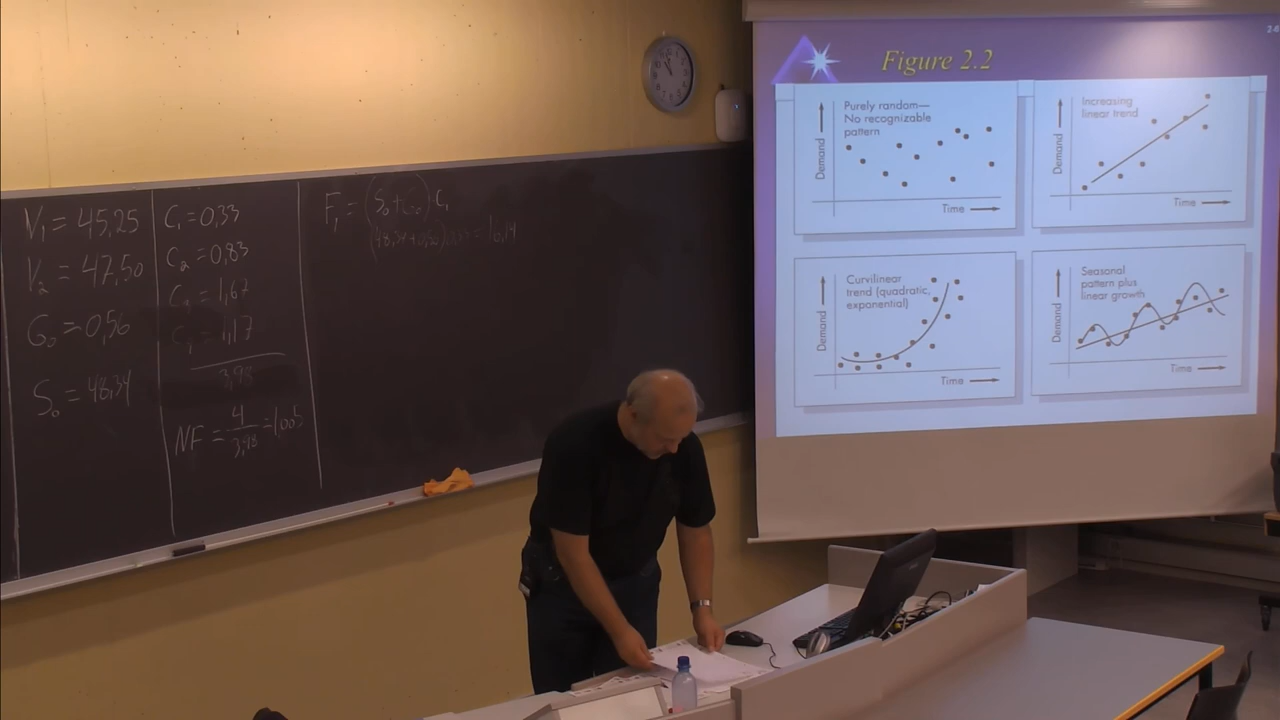 V₁ = 45,25
V₂ = 47,50
G₀ = 0,56
S₀ = 48,34
C₁ = 0,33
C₂ = 0,83
1,67
1,17
3,98
NF = 4/3,98 = 1,005
F₁ = (S₀ + G₀) · C₁
Figure 2.2
Purely random—
No recognizable
pattern
Demand
Time
Increasing
linear trend
Demand
Time
Curvilinear
trend (quadratic,
exponential)
Demand
Time
Seasonal
pattern plus
linear growth
Demand
Time